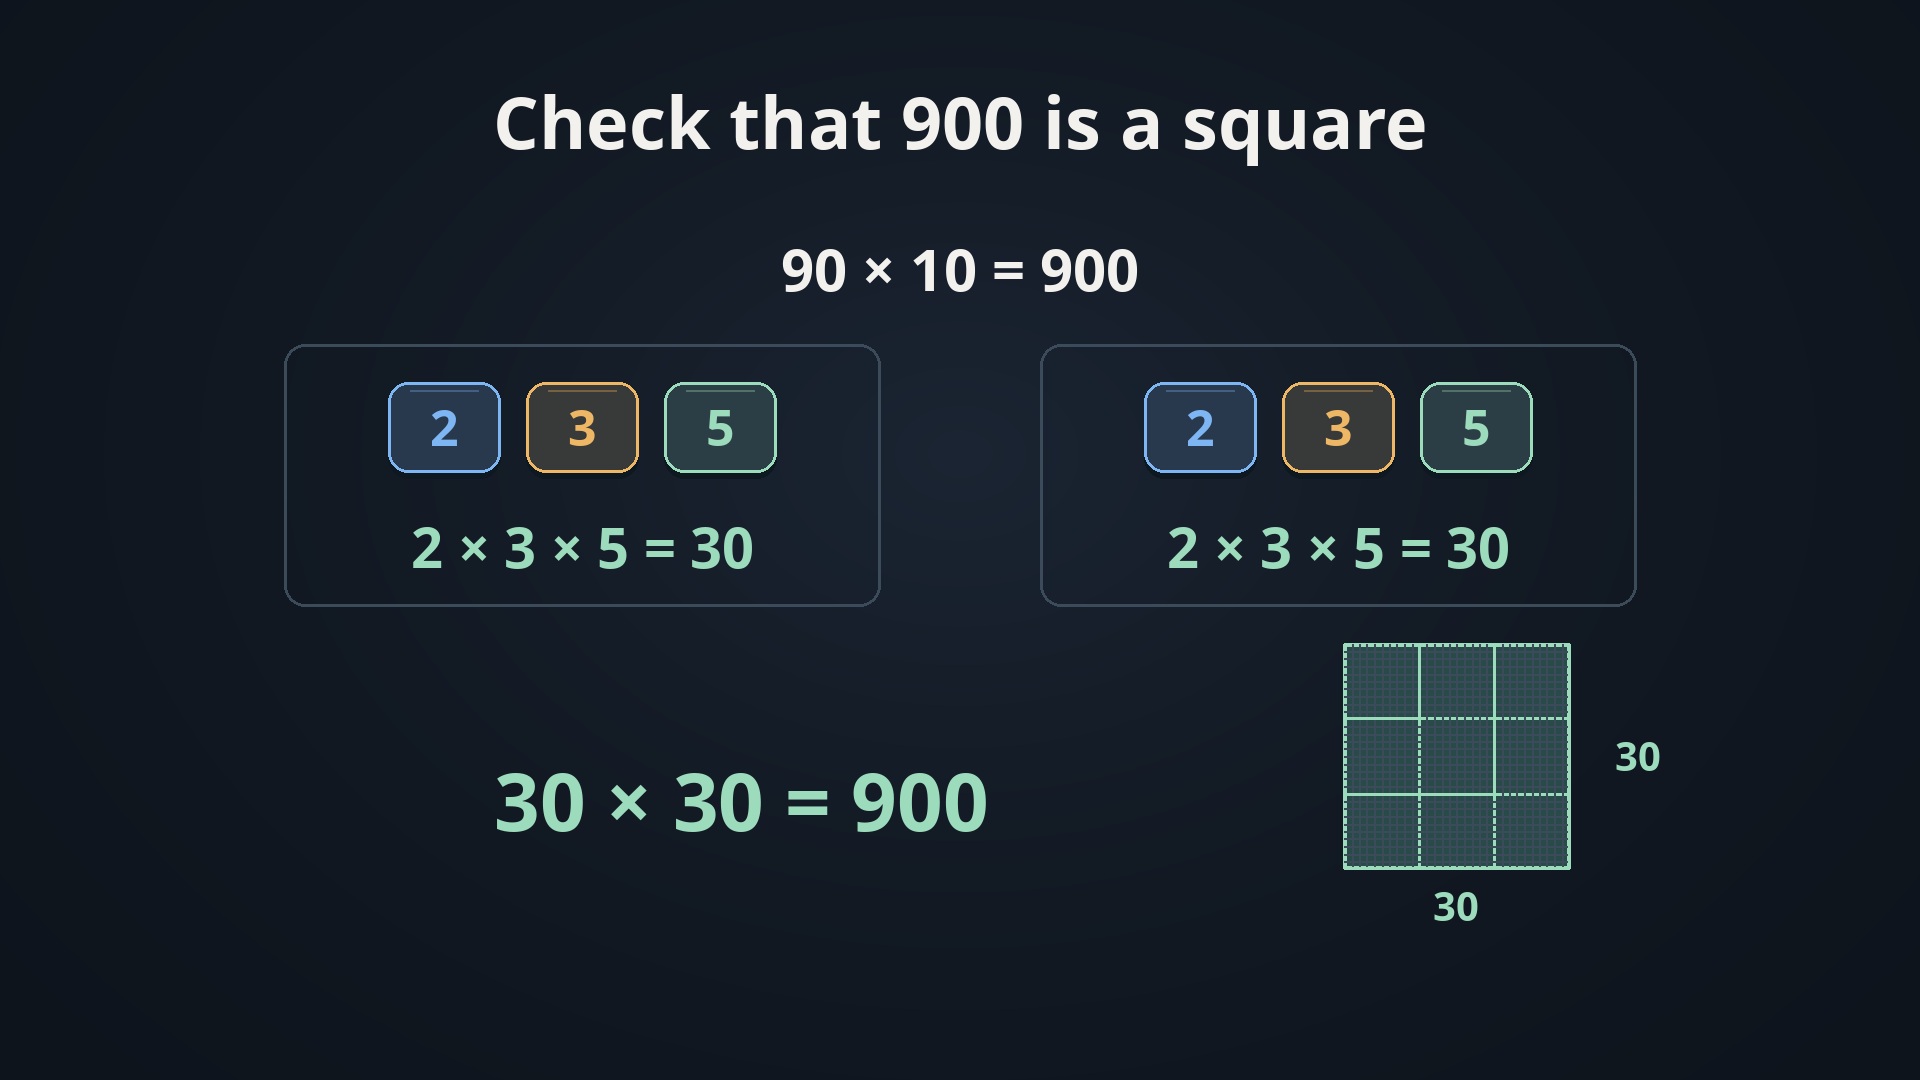 Check that 900 is a square
90 × 10 = 900
2 3 5
2 × 3 × 5 = 30
2 3 5
2 × 3 × 5 = 30
30 × 30 = 900
30
30